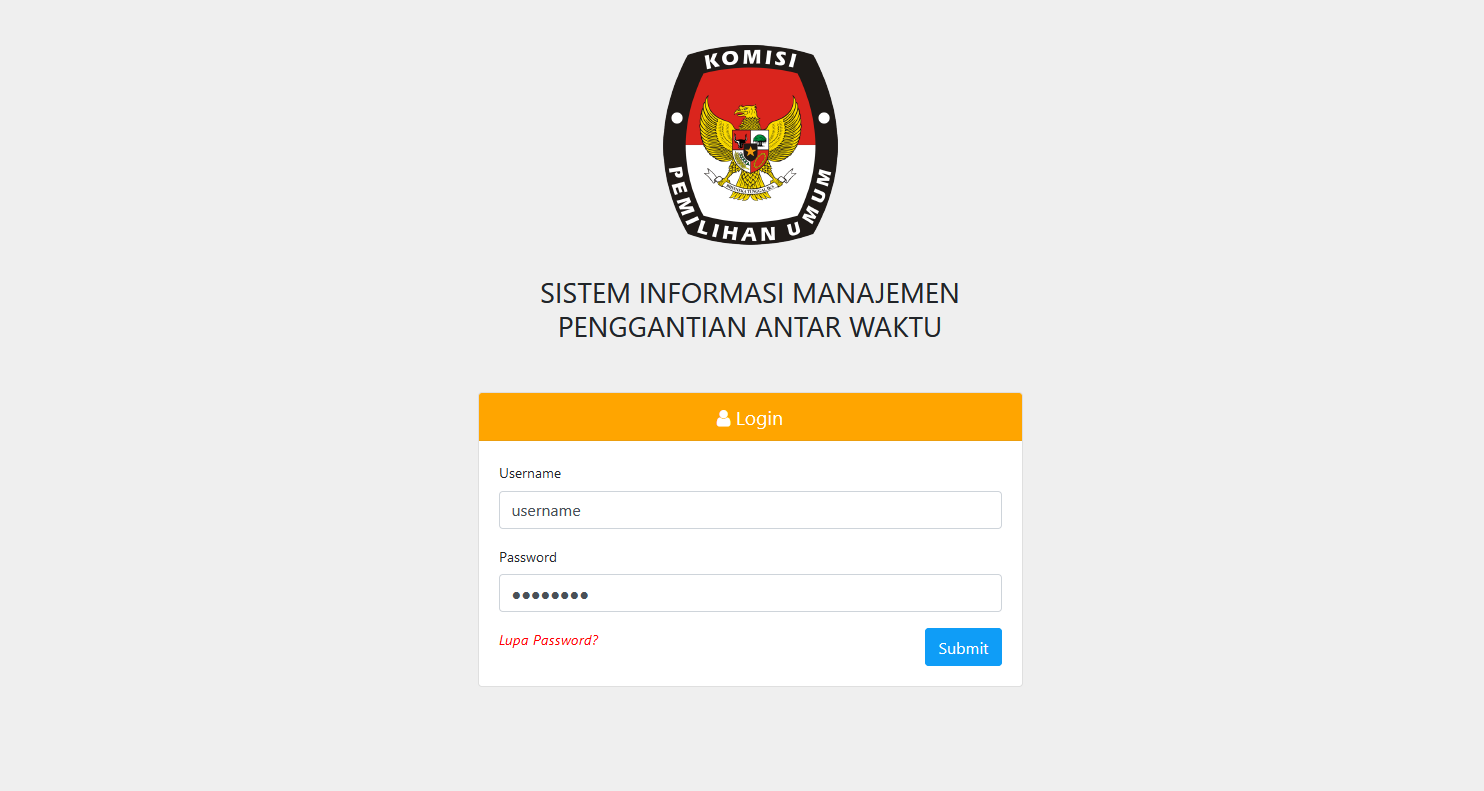 KOMISI
PEMILIHAN UMUM
SISTEM INFORMASI MANAJEMEN
PENGGANTIAN ANTAR WAKTU
Login
Username
username
Password
Lupa Password?
Submit